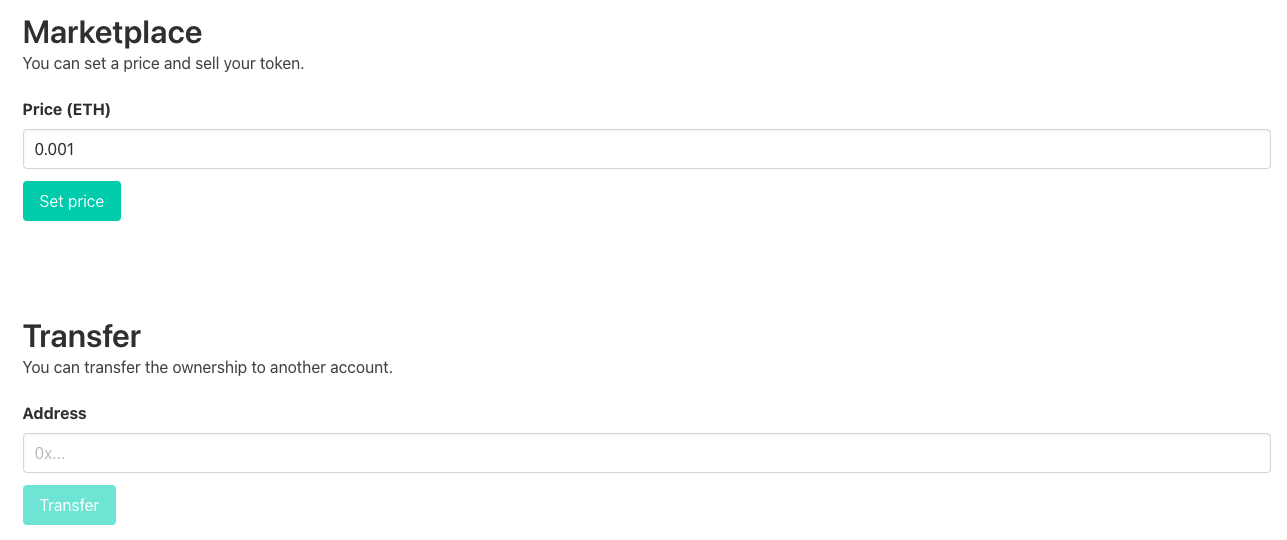 Marketplace
You can set a price and sell your token.
Price (ETH)
0.001
Set price
Transfer
You can transfer the ownership to another account.
Address
0x...
Transfer